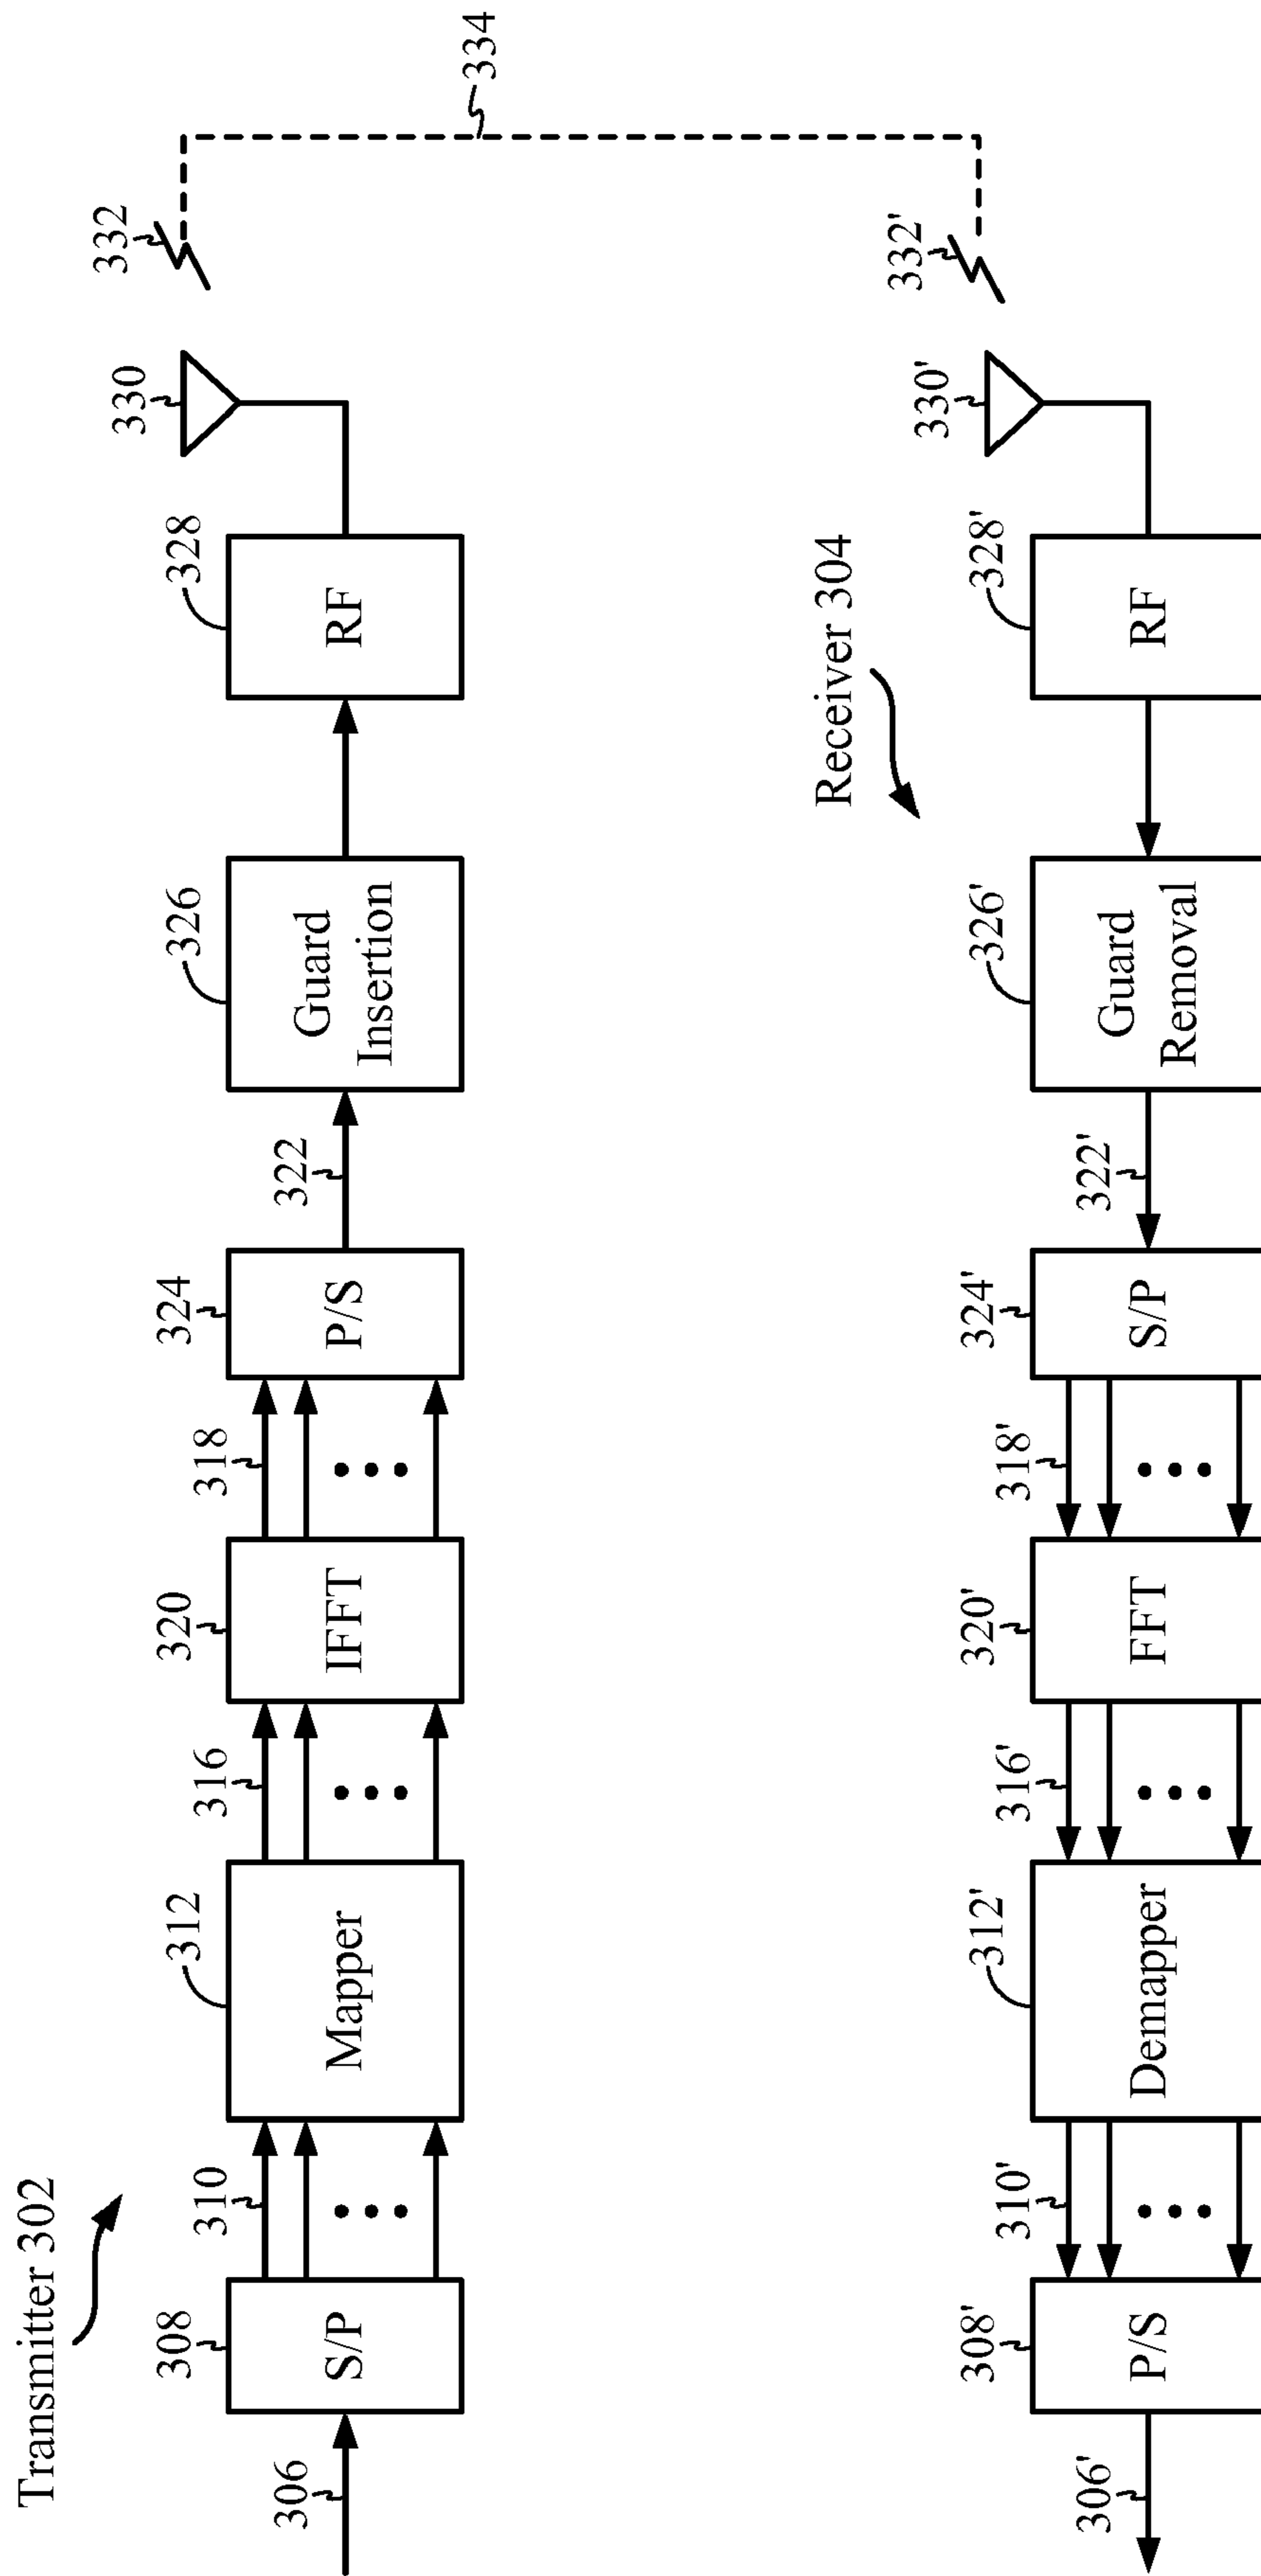 Transmitter 302
306
308
S/P
310
312
Mapper
316
320
IFFT
318
324
P/S
322
326
Guard
Insertion
328
RF
330
332
334
Receiver 304
306'
308'
P/S
310'
312'
Demapper
316'
320'
FFT
318'
324'
S/P
322'
326'
Guard
Removal
328'
RF
330'
332'